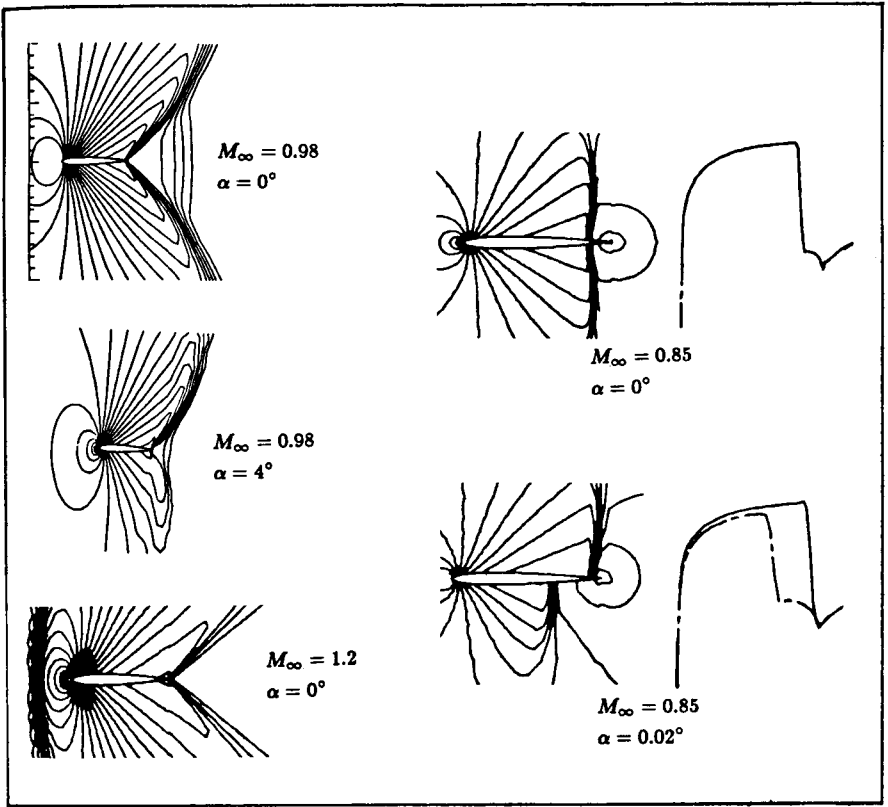 M∞ = 0.98
α = 0°
M∞ = 0.85
α = 0°
M∞ = 0.98
α = 4°
M∞ = 1.2
α = 0°
M∞ = 0.85
α = 0.02°